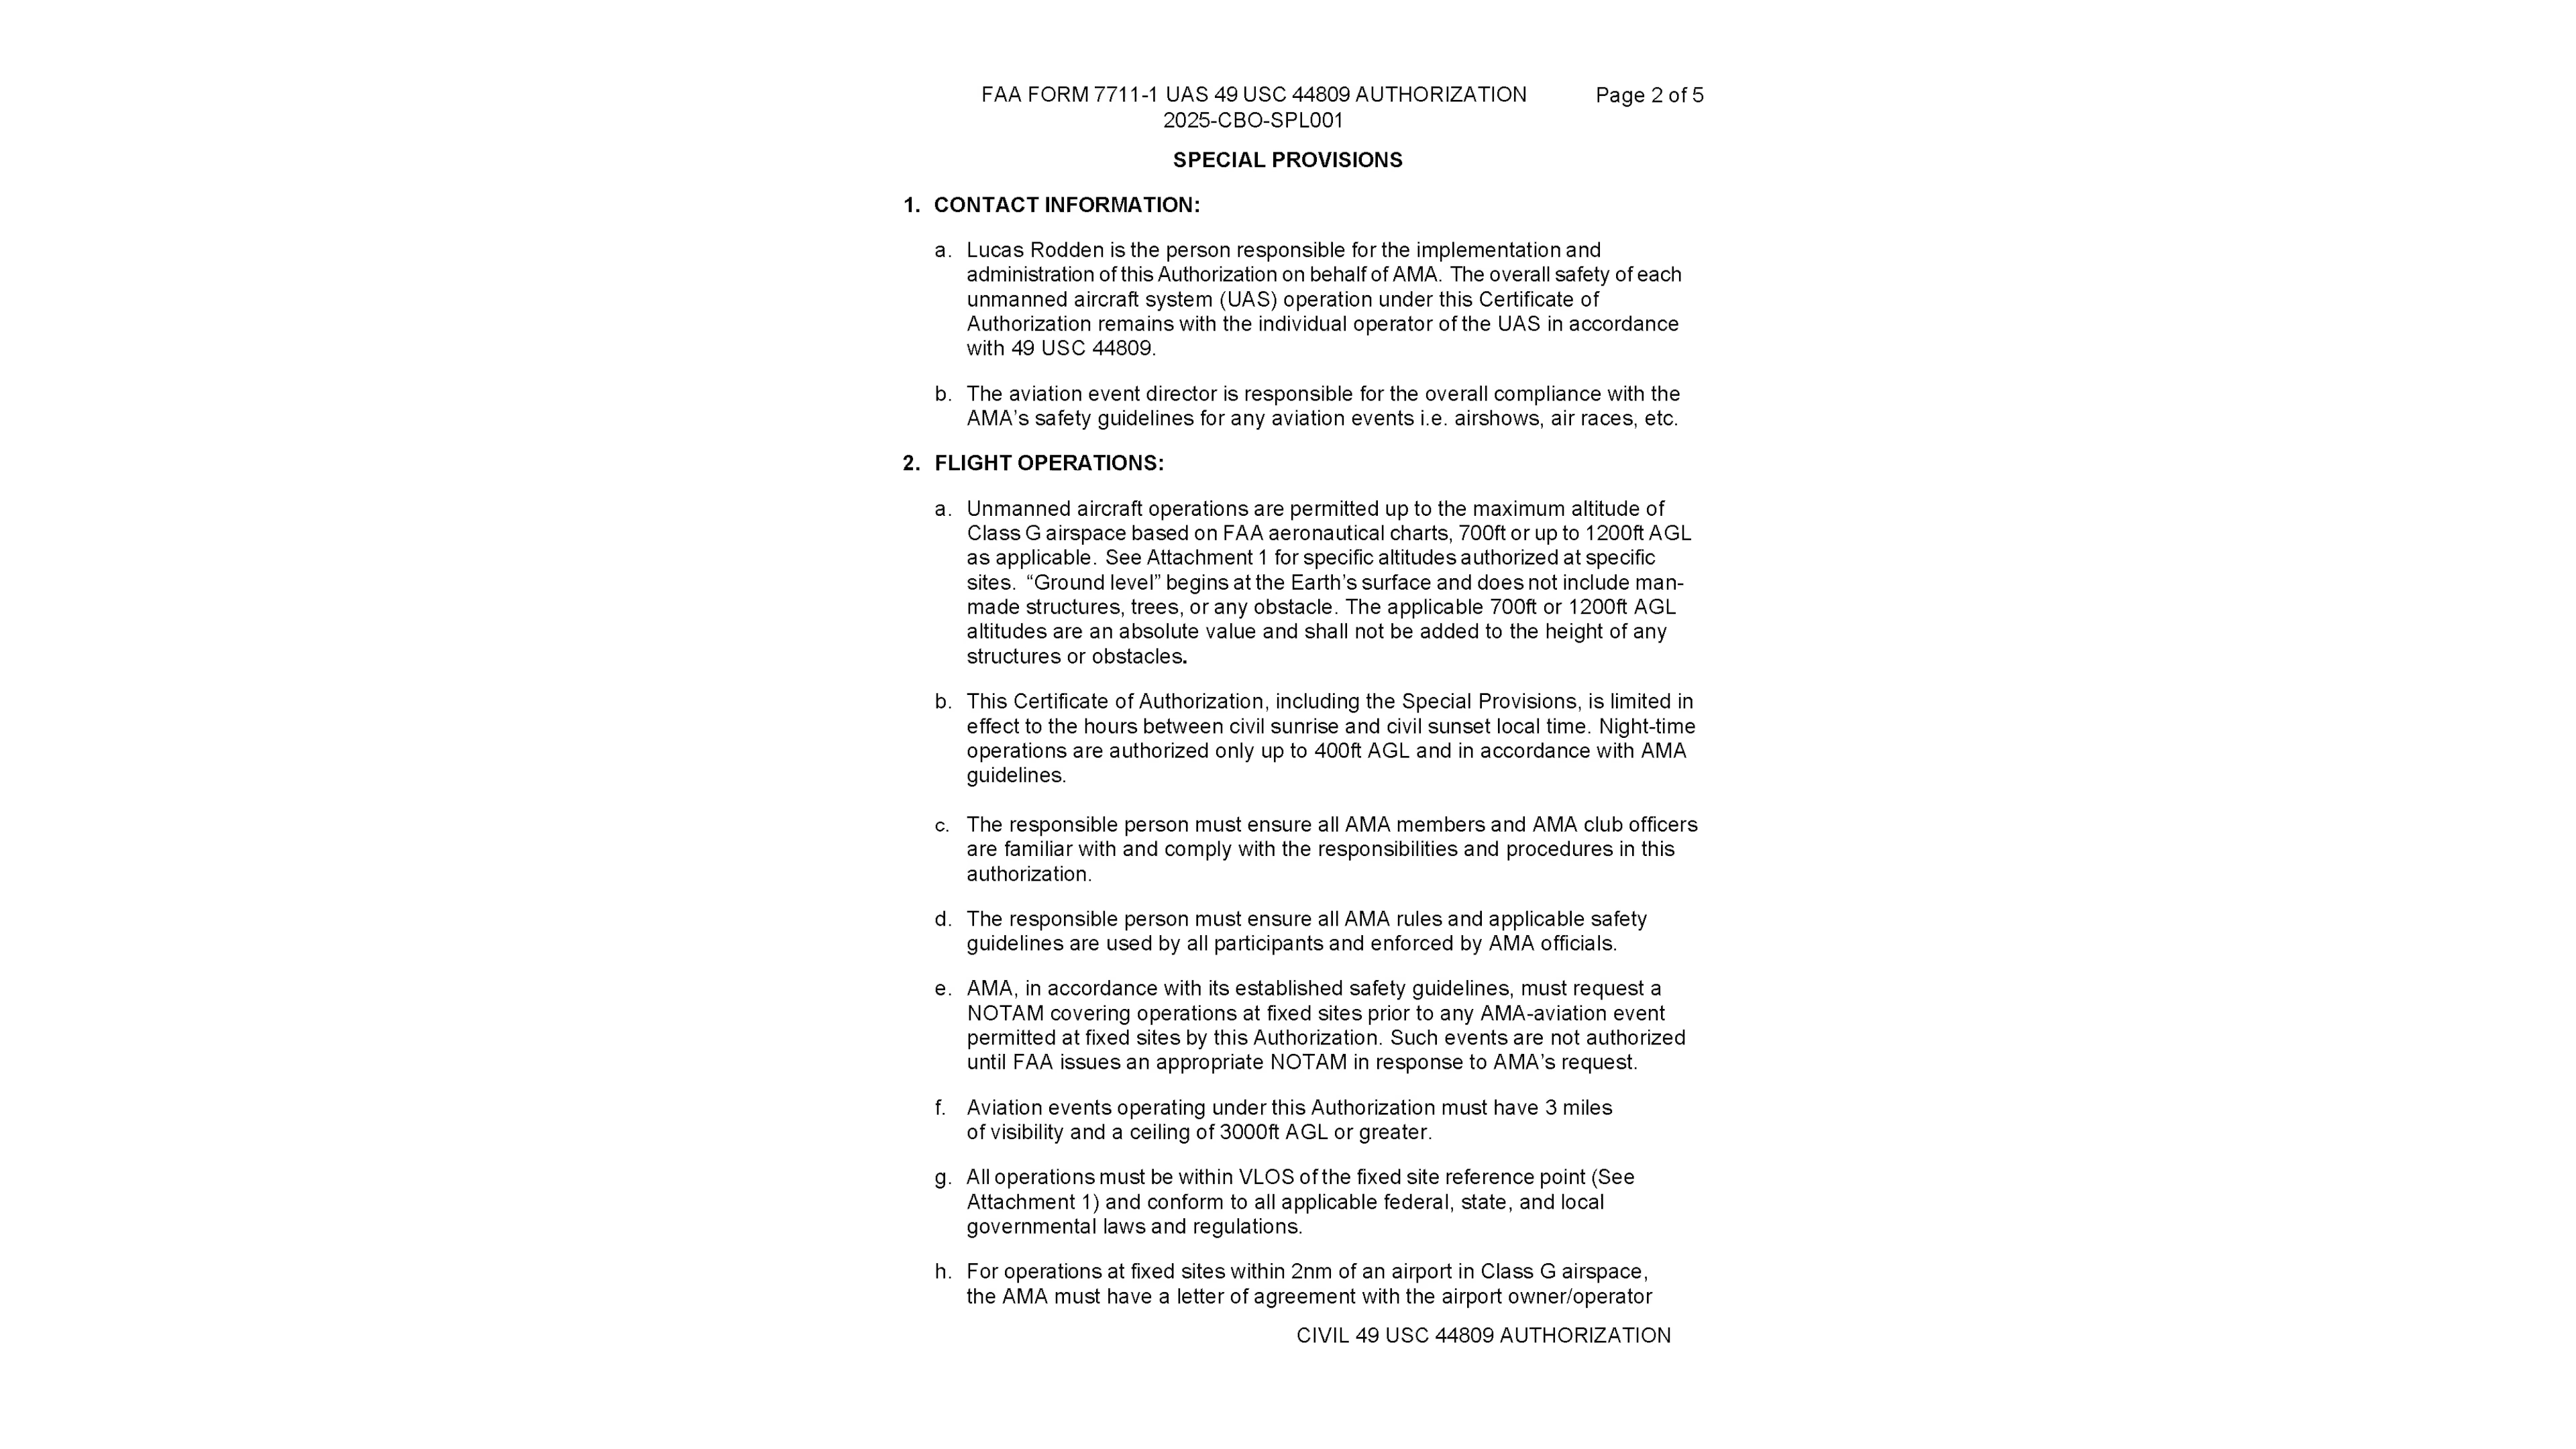 FAA FORM 7711-1 UAS 49 USC 44809 AUTHORIZATION Page 2 of 5
2025-CBO-SPL001
SPECIAL PROVISIONS
1. CONTACT INFORMATION:
a. Lucas Rodden is the person responsible for the implementation and
administration of this Authorization on behalf of AMA. The overall safety of each
unmanned aircraft system (UAS) operation under this Certificate of
Authorization remains with the individual operator of the UAS in accordance
with 49 USC 44809.
b. The aviation event director is responsible for the overall compliance with the
AMA’s safety guidelines for any aviation events i.e. airshows, air races, etc.
2. FLIGHT OPERATIONS:
a. Unmanned aircraft operations are permitted up to the maximum altitude of
Class G airspace based on FAA aeronautical charts, 700ft or up to 1200ft AGL
as applicable. See Attachment 1 for specific altitudes authorized at specific
sites. “Ground level” begins at the Earth’s surface and does not include man-
made structures, trees, or any obstacle. The applicable 700ft or 1200ft AGL
altitudes are an absolute value and shall not be added to the height of any
structures or obstacles.
b. This Certificate of Authorization, including the Special Provisions, is limited in
effect to the hours between civil sunrise and civil sunset local time. Night-time
operations are authorized only up to 400ft AGL and in accordance with AMA
guidelines.
c. The responsible person must ensure all AMA members and AMA club officers
are familiar with and comply with the responsibilities and procedures in this
authorization.
d. The responsible person must ensure all AMA rules and applicable safety
guidelines are used by all participants and enforced by AMA officials.
e. AMA, in accordance with its established safety guidelines, must request a
NOTAM covering operations at fixed sites prior to any AMA-aviation event
permitted at fixed sites by this Authorization. Such events are not authorized
until FAA issues an appropriate NOTAM in response to AMA’s request.
f. Aviation events operating under this Authorization must have 3 miles
of visibility and a ceiling of 3000ft AGL or greater.
g. All operations must be within VLOS of the fixed site reference point (See
Attachment 1) and conform to all applicable federal, state, and local
governmental laws and regulations.
h. For operations at fixed sites within 2nm of an airport in Class G airspace,
the AMA must have a letter of agreement with the airport owner/operator
CIVIL 49 USC 44809 AUTHORIZATION